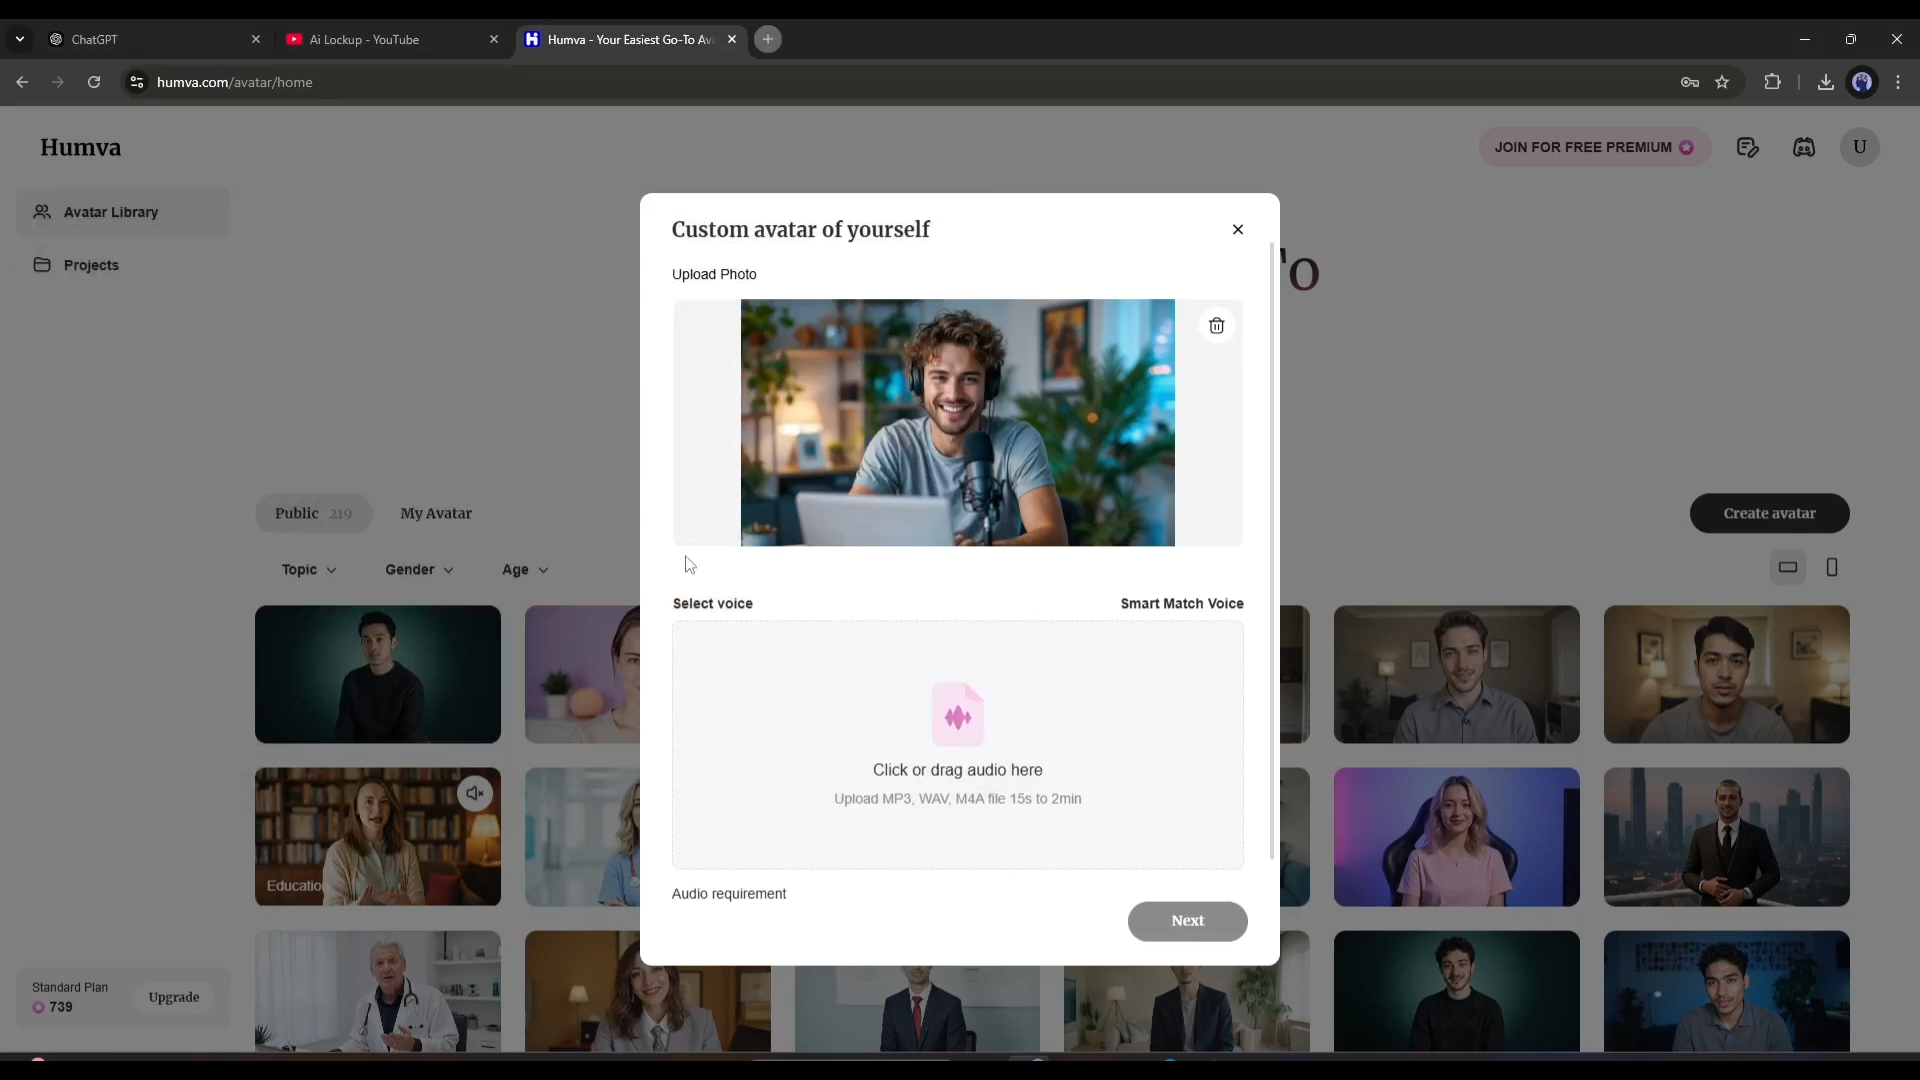 ChatGPT
Ai Lockup - YouTube
Humva - Your Easiest Go-To Av
humva.com/avatar/home
Humva
JOIN FOR FREE PREMIUM
U
Avatar Library
Projects
Custom avatar of yourself
Upload Photo
To
Public 219
My Avatar
Create avatar
Topic
Gender
Age
Select voice
Smart Match Voice
Click or drag audio here
Upload MP3, WAV, M4A file 15s to 2min
Educatio
Audio requirement
Next
Standard Plan
739
Upgrade